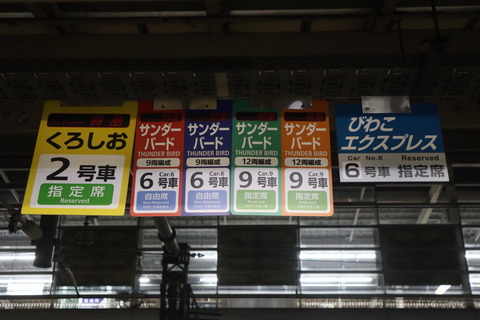 くろしお
2号車
指定席
Reserved
サンダー
バード
THUNDER BIRD
9両編成
Car.6
6号車
自由席
Non-Reserved
サンダー
バード
THUNDER BIRD
9両編成
Car.6
6号車
自由席
Non-Reserved
サンダー
バード
THUNDER BIRD
12両編成
Car.9
9号車
指定席
Reserved
サンダー
バード
THUNDER BIRD
12両編成
Car.9
9号車
指定席
Reserved
びわこ
エクスプレス
Car No.6 Reserved
6号車 指定席